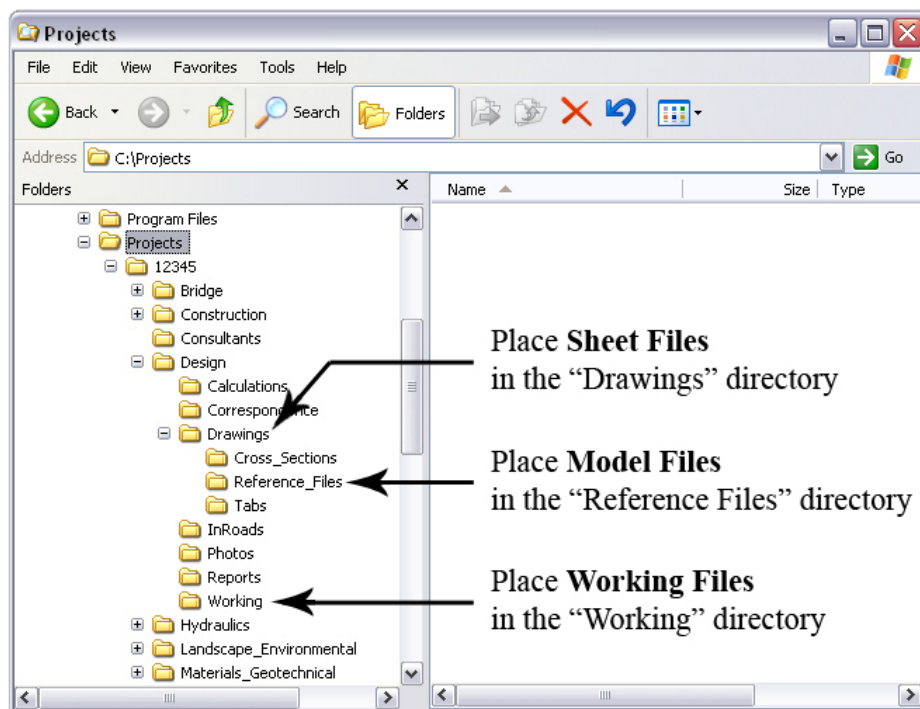 Projects
File Edit View Favorites Tools Help
Back Search Folders
Address C:\Projects Go
Folders x Name Size Type
Program Files
Projects
12345
Bridge
Construction
Consultants
Design
Calculations
Correspondence
Drawings
Cross_Sections
Reference_Files
Tabs
InRoads
Photos
Reports
Working
Hydraulics
Landscape_Environmental
Materials_Geotechnical
Place Sheet Files
in the “Drawings” directory
Place Model Files
in the “Reference Files” directory
Place Working Files
in the “Working” directory